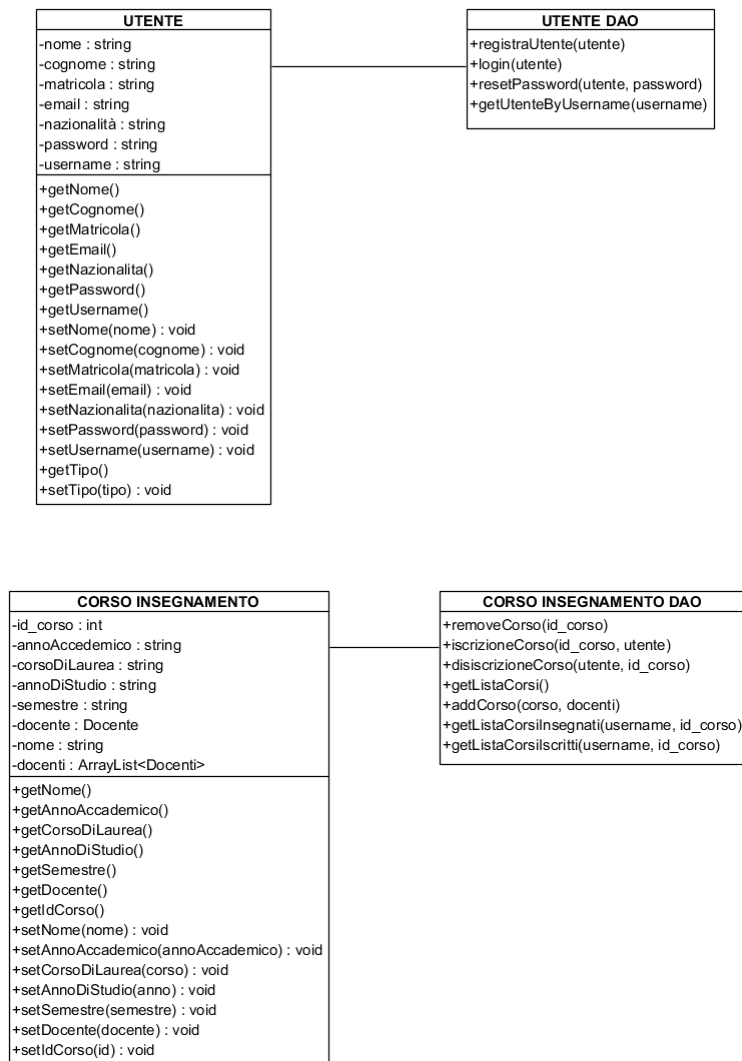 UTENTE
-nome : string
-cognome : string
-matricola : string
-email : string
-nazionalità : string
-password : string
-username : string
+getNome()
+getCognome()
+getMatricola()
+getEmail()
+getNazionalita()
+getPassword()
+getUsername()
+setNome(nome) : void
+setCognome(cognome) : void
+setMatricola(matricola) : void
+setEmail(email) : void
+setNazionalita(nazionalita) : void
+setPassword(password) : void
+setUsername(username) : void
+getTipo()
+setTipo(tipo) : void
UTENTE DAO
+registraUtente(utente)
+login(utente)
+resetPassword(utente, password)
+getUtenteByUsername(username)
CORSO INSEGNAMENTO
-id_corso : int
-annoAccedemico : string
-corsoDiLaurea : string
-annoDiStudio : string
-semestre : string
-docente : Docente
-nome : string
-docenti : ArrayList<Docenti>
+getNome()
+getAnnoAccademico()
+getCorsoDiLaurea()
+getAnnoDiStudio()
+getSemestre()
+getDocente()
+getIdCorso()
+setNome(nome) : void
+setAnnoAccademico(annoAccademico) : void
+setCorsoDiLaurea(corso) : void
+setAnnoDiStudio(anno) : void
+setSemestre(semestre) : void
+setDocente(docente) : void
+setIdCorso(id) : void
CORSO INSEGNAMENTO DAO
+removeCorso(id_corso)
+iscrizioneCorso(id_corso, utente)
+disiscrizioneCorso(utente, id_corso)
+getListaCorsi()
+addCorso(corso, docenti)
+getListaCorsiInsegnati(username, id_corso)
+getListaCorsiIscritti(username, id_corso)